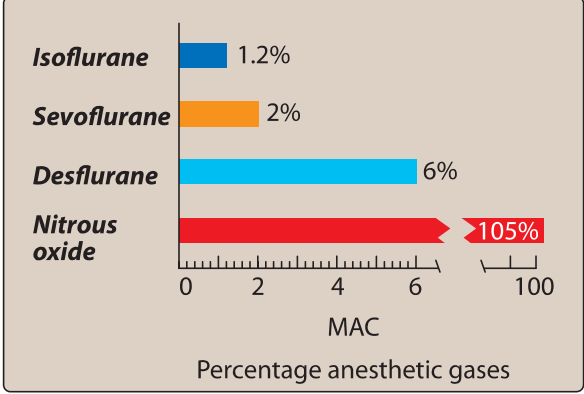 Isoflurane 1.2%
Sevoflurane 2%
Desflurane 6%
Nitrous
oxide 105%
0 2 4 6 100
MAC
Percentage anesthetic gases